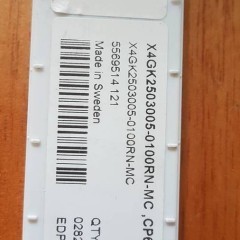 X4GK2503005-0100RN-MC ,CP6
X4GK2503005-0100RN-MC
5569514 121
Made in Sweden
QTY
0282
EDP